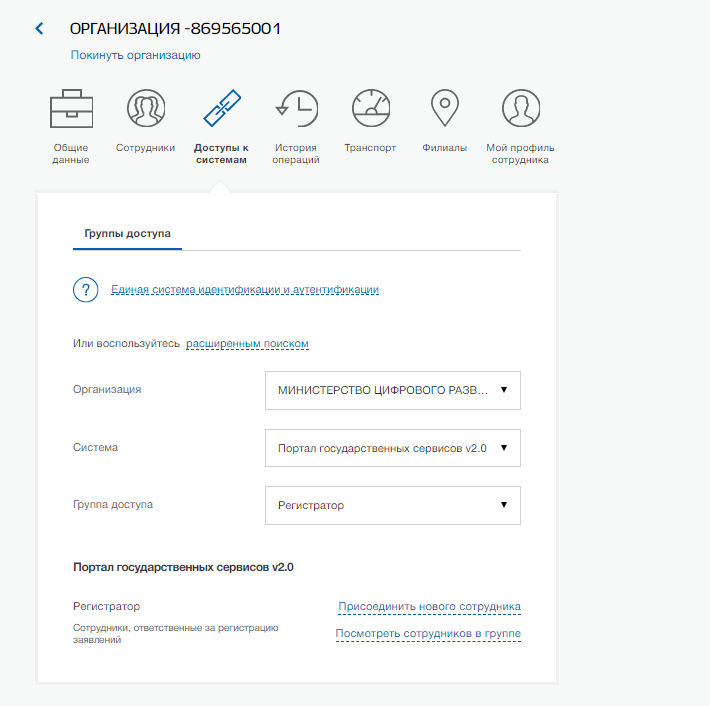 ОРГАНИЗАЦИЯ -869565001
Покинуть организацию
Общие данные
Сотрудники
Доступы к системам
История операций
Транспорт
Филиалы
Мой профиль сотрудника
Группы доступа
? Единая система идентификации и аутентификации
Или воспользуйтесь расширенным поиском
Организация МИНИСТЕРСТВО ЦИФРОВОГО РАЗВ...
Система Портал государственных сервисов v2.0
Группа доступа Регистратор
Портал государственных сервисов v2.0
Регистратор Присоединить нового сотрудника
Сотрудники, ответственные за регистрацию
заявлений
Посмотреть сотрудников в группе